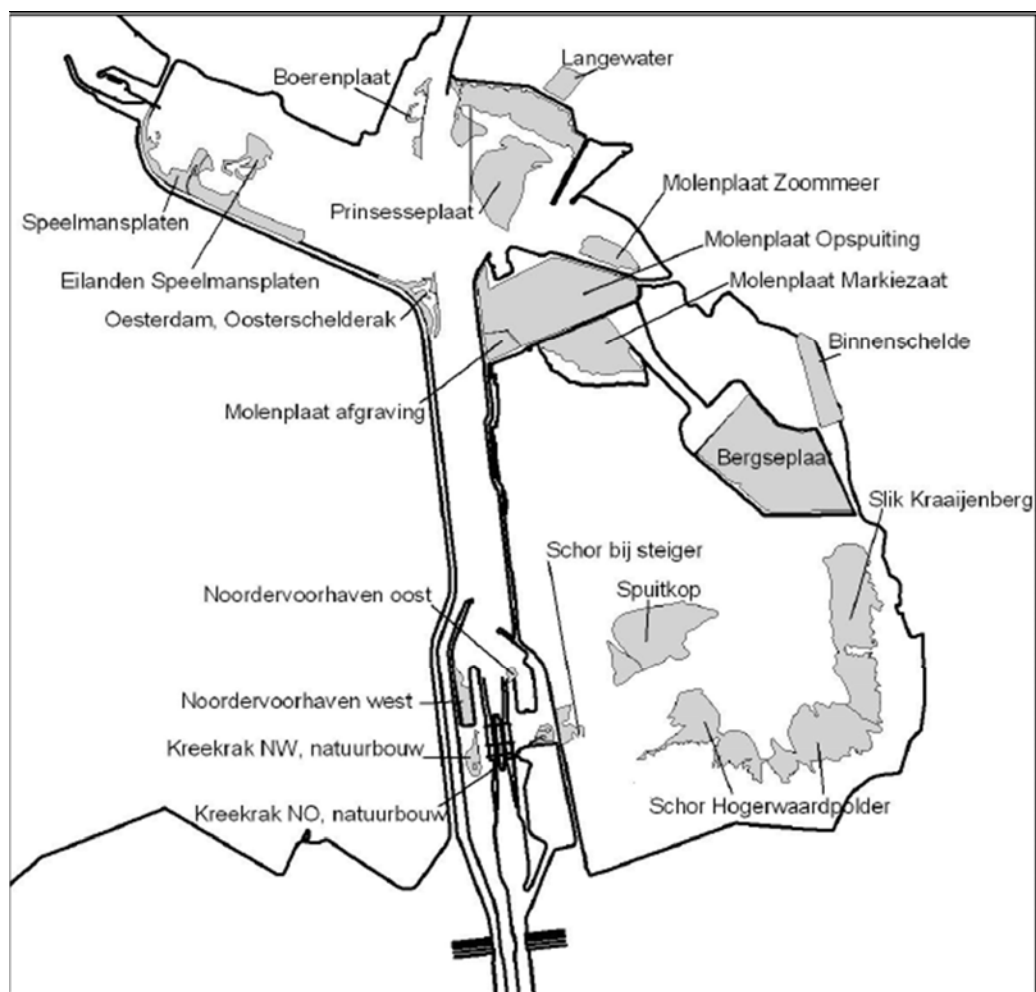 Langewater
Boerenplaat
Molenplaat Zoommeer
Prinsesseplaat
Speelmansplaten
Molenplaat Opspuiting
Eilanden Speelmansplaten
Molenplaat Markiezaat
Oesterdam, Oosterschelderak
Binnenschelde
Molenplaat afgraving
Bergseplaat
Slik Kraaijenberg
Schor bij steiger
Noordervoorhaven oost
Spuitkop
Noordervoorhaven west
Kreekrak NW, natuurbouw
Schor Hogerwaardpolder
Kreekrak NO, natuurbouw